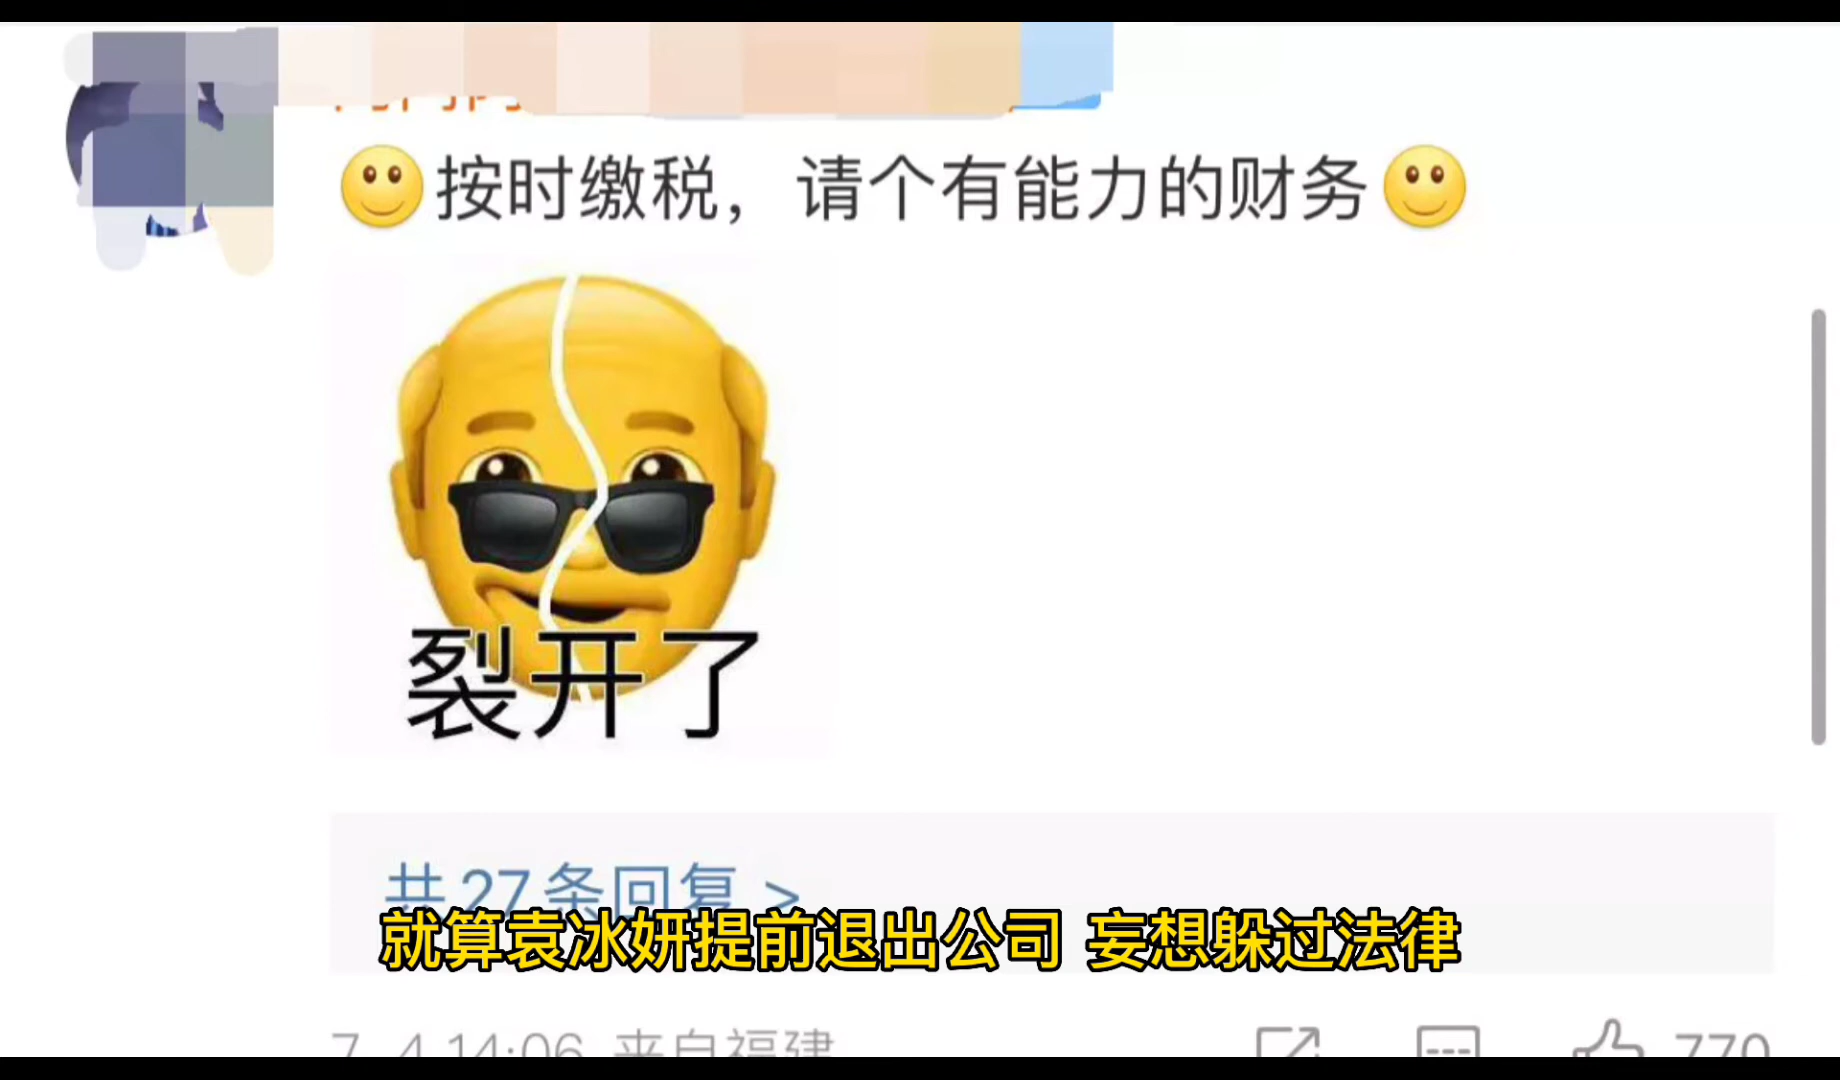 按时缴税，请个有能力的财务
裂开了
共27条回复 >
就算袁冰妍提前退出公司 妄想躲过法律
7-4 14:06 来自福建
770